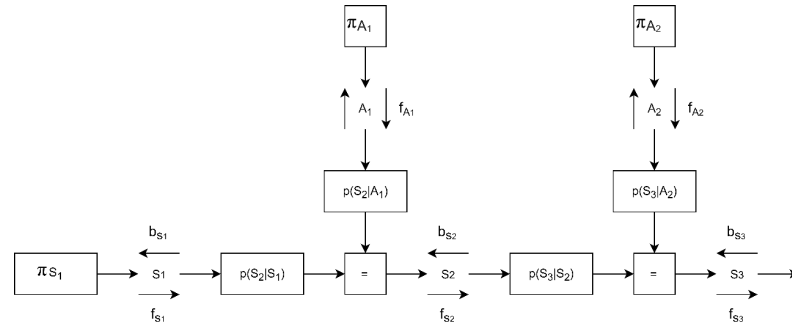 πA₁
πA₂
A₁
fA1
A₂
fA2
p(S₂|A₁)
p(S₃|A₂)
bS1
bS2
bS3
πS₁
S1
p(S₂|S₁)
=
S2
p(S₃|S₂)
=
S3
fS1
fS2
fS3